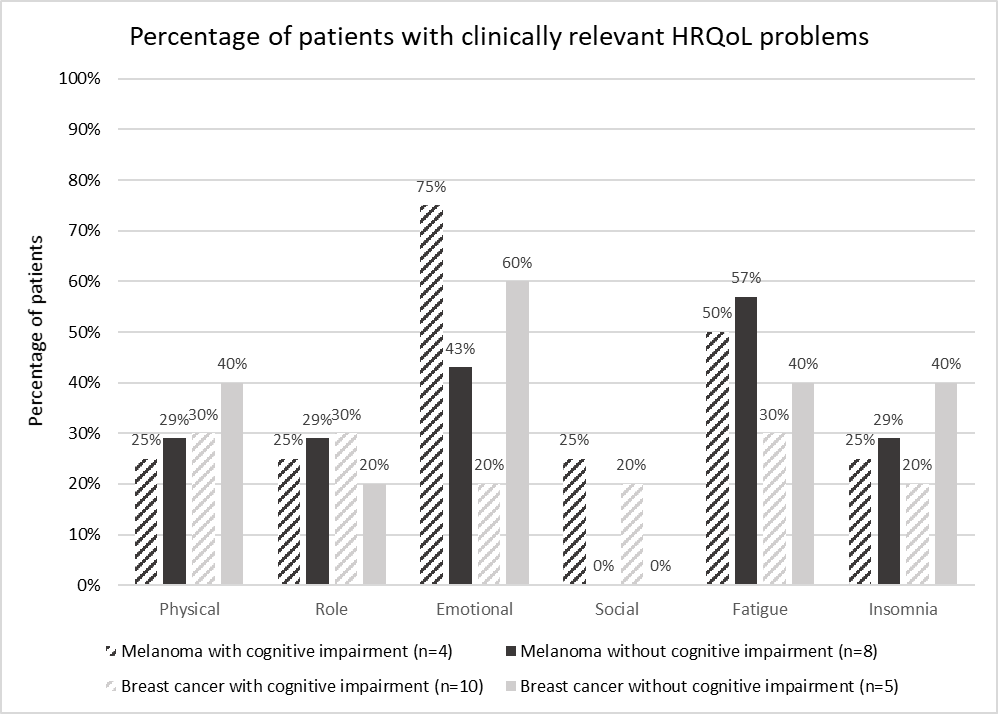 Percentage of patients with clinically relevant HRQoL problems
Percentage of patients
100%
90%
80%
70%
60%
50%
40%
30%
20%
10%
0%
25% 29% 30% 40%
25% 29% 30% 20%
75% 43% 20% 60%
25% 0% 20% 0%
50% 57% 30% 40%
25% 29% 20% 40%
Physical Role Emotional Social Fatigue Insomnia
Melanoma with cognitive impairment (n=4) Melanoma without cognitive impairment (n=8)
Breast cancer with cognitive impairment (n=10) Breast cancer without cognitive impairment (n=5)